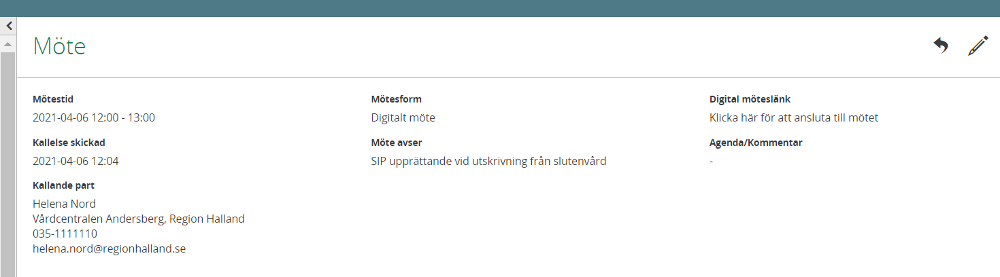 Möte
Mötestid
2021-04-06 12:00 - 13:00
Mötesform
Digitalt möte
Digital möteslänk
Klicka här för att ansluta till mötet
Kallelse skickad
2021-04-06 12:04
Möte avser
SIP upprättande vid utskrivning från slutenvård
Agenda/Kommentar
-
Kallande part
Helena Nord
Vårdcentralen Andersberg, Region Halland
035-1111110
helena.nord@regionhalland.se